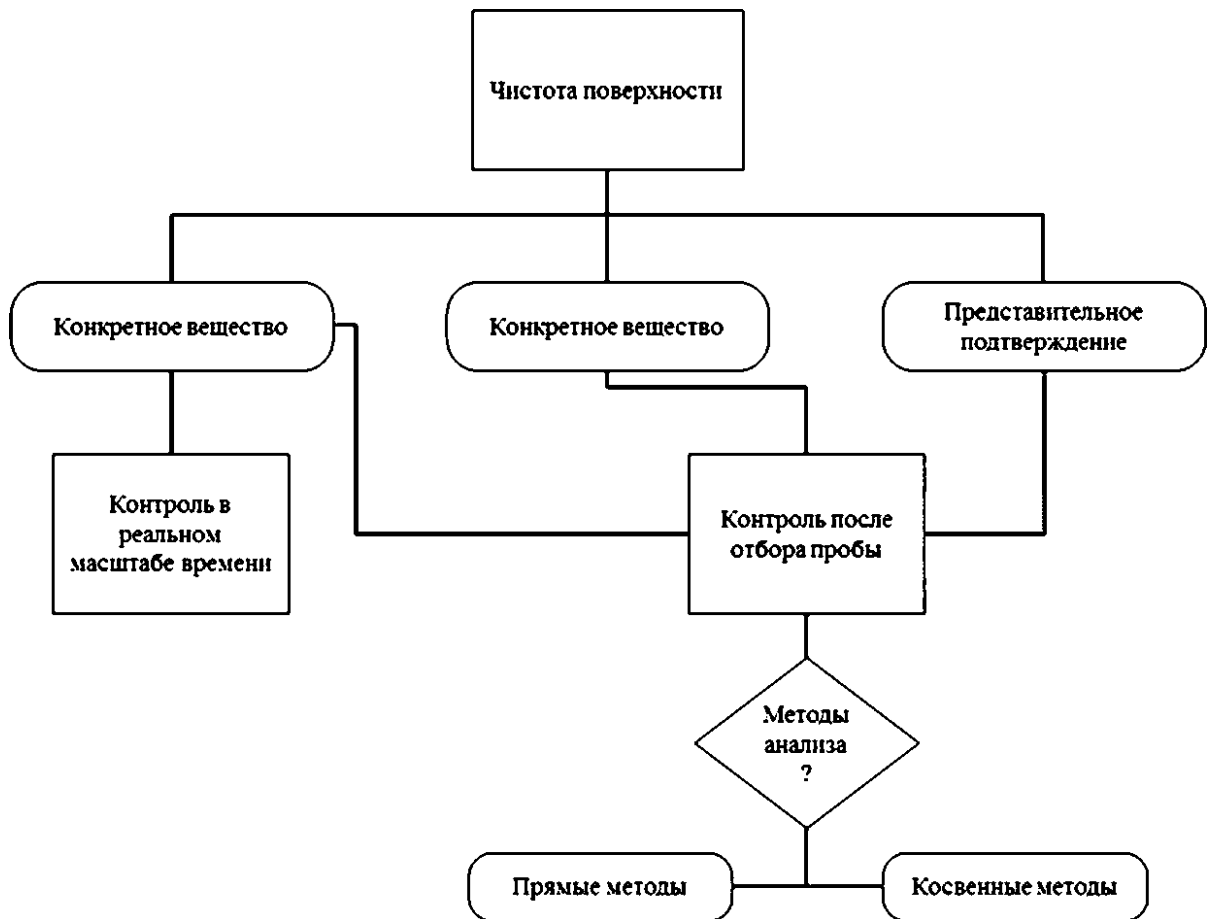 Чистота поверхности
Конкретное вещество
Конкретное вещество
Представительное
подтверждение
Контроль в
реальном
масштабе времени
Контроль после
отбора пробы
Методы
анализа
?
Прямые методы
Косвенные методы